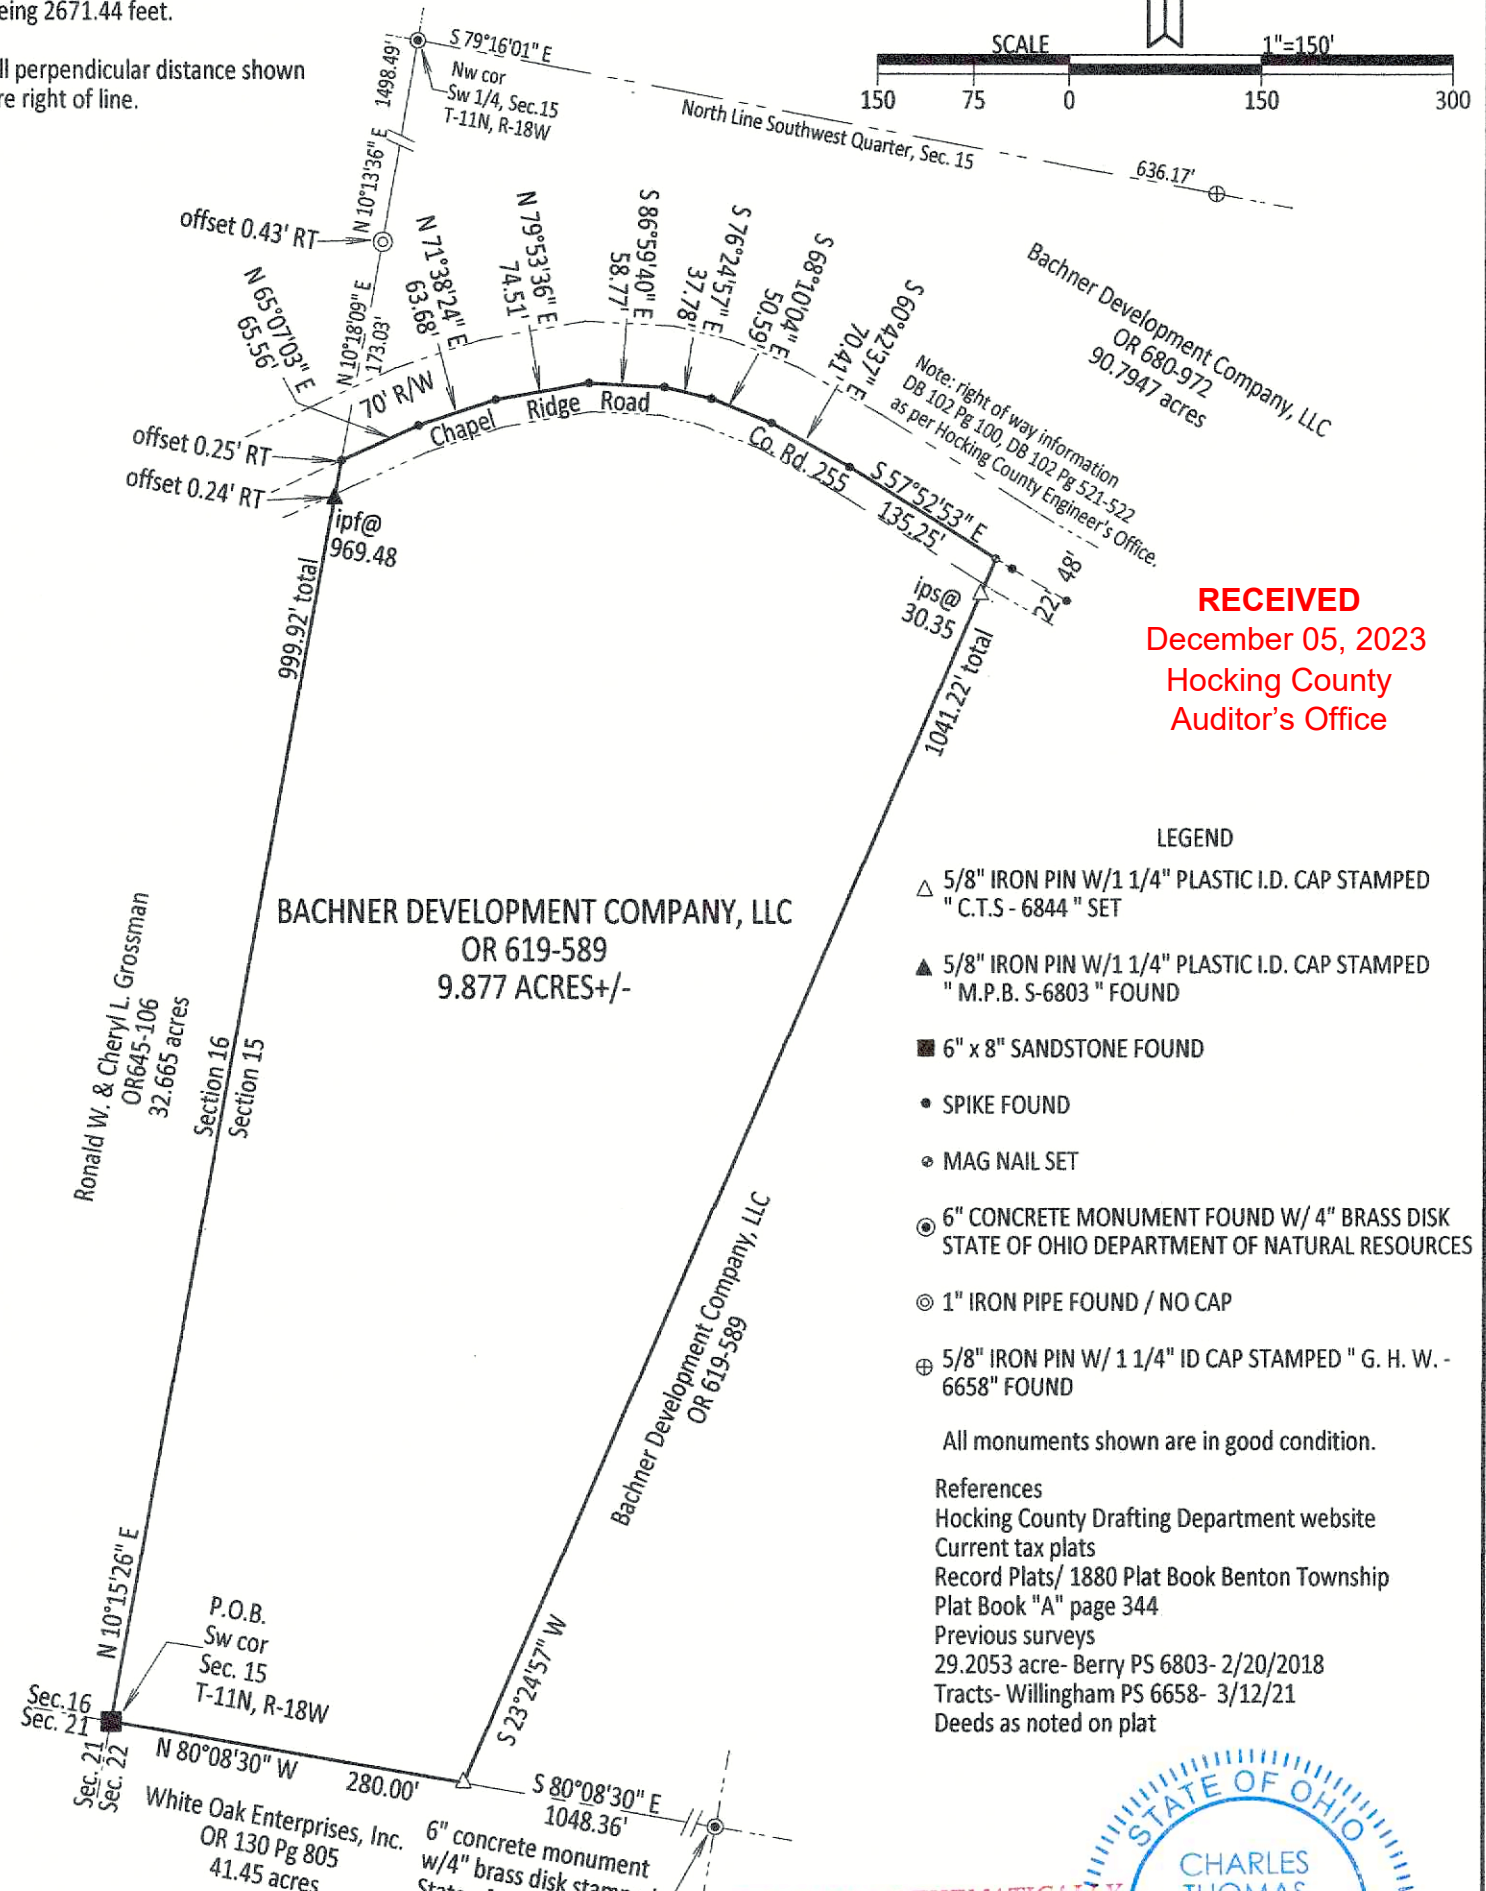 eing 2671.44 feet.
ll perpendicular distance shown
re right of line.
S 79°16'01" E
1498.49'
Nw cor
Sw 1/4, Sec.15
T-11N, R-18W
North Line Southwest Quarter, Sec. 15
636.17'
SCALE 1"=150'
150 75 0 150 300
N 10°13'36" E
offset 0.43' RT
N 10°18'09" E
173.03'
N 65°07'03" E
65.56'
N 71°38'24" E
63.68'
N 79°53'36" E
74.51'
S 86°59'40" E
58.77'
S 76°24'57" E
37.78'
S 68°10'04" E
50.59'
S 60°42'37" E
70.41'
Bachner Development Company, LLC
OR 680-972
90.7947 acres
Note: right of way information
DB 102 Pg 100, DB 102 Pg 521-522
as per Hocking County Engineer's Office.
70' R/W
Chapel Ridge Road
Co. Rd. 255
S 57°52'53" E
135.25'
48'
22'
offset 0.25' RT
offset 0.24' RT
ipf@
969.48
999.92' total
ips@
30.35
1041.22' total
RECEIVED
December 05, 2023
Hocking County
Auditor's Office
BACHNER DEVELOPMENT COMPANY, LLC
OR 619-589
9.877 ACRES+/-
Ronald W. & Cheryl L. Grossman
OR645-106
32.665 acres
Section 16
Section 15
Bachner Development Company, LLC
OR 619-589
LEGEND
5/8" IRON PIN W/1 1/4" PLASTIC I.D. CAP STAMPED
" C.T.S - 6844 " SET
5/8" IRON PIN W/1 1/4" PLASTIC I.D. CAP STAMPED
" M.P.B. S-6803 " FOUND
6" x 8" SANDSTONE FOUND
SPIKE FOUND
MAG NAIL SET
6" CONCRETE MONUMENT FOUND W/ 4" BRASS DISK
STATE OF OHIO DEPARTMENT OF NATURAL RESOURCES
1" IRON PIPE FOUND / NO CAP
5/8" IRON PIN W/ 1 1/4" ID CAP STAMPED " G. H. W. -
6658" FOUND
All monuments shown are in good condition.
References
Hocking County Drafting Department website
Current tax plats
Record Plats/ 1880 Plat Book Benton Township
Plat Book "A" page 344
Previous surveys
29.2053 acre- Berry PS 6803- 2/20/2018
Tracts- Willingham PS 6658- 3/12/21
Deeds as noted on plat
N 10°15'26" E
P.O.B.
Sw cor
Sec. 15
T-11N, R-18W
Sec.16
Sec. 21
Sec. 21
Sec. 22
N 80°08'30" W 280.00'
S 23°24'57" W
S 80°08'30" E
1048.36'
White Oak Enterprises, Inc.
OR 130 Pg 805
41.45 acres
6" concrete monument
w/4" brass disk
STATE OF OHIO
CHARLES
THOMAS